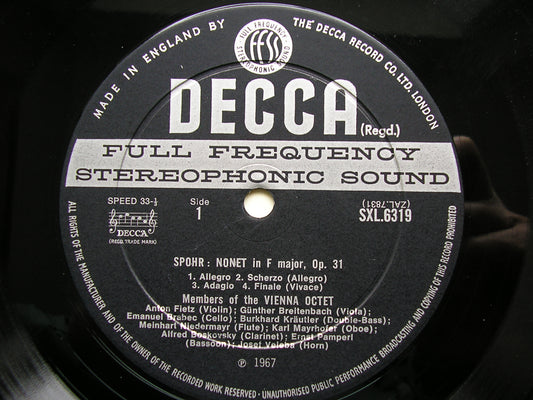 MADE IN ENGLAND BY
THE DECCA RECORD CO. LTD. LONDON
FULL FREQUENCY
STEREOPHONIC SOUND
FFSS
DECCA (Regd.)
FULL FREQUENCY
STEREOPHONIC SOUND
SPEED 33-⅓
Side
1
(ZAL.7831)
SXL.6319
DECCA
(REGD. TRADE MARK)
SPOHR: NONET in F major, Op. 31
1. Allegro 2. Scherzo (Allegro)
3. Adagio 4. Finale (Vivace)
Members of the VIENNA OCTET
Anton Fietz (Violin); Günther Breitenbach (Viola);
Emanuel Brabec (Cello); Burkhard Kräutler (Double-Bass);
Meinhart Niedermayr (Flute); Karl Mayrhofer (Oboe);
Alfred Boskovsky (Clarinet); Ernst Pamperl
(Bassoon); Josef Veleba (Horn)
Ⓟ 1967
ALL RIGHTS OF THE MANUFACTURER AND OF THE OWNER OF THE RECORDED WORK RESERVED · UNAUTHORISED PUBLIC PERFORMANCE BROADCASTING AND COPYING OF THIS RECORD PROHIBITED